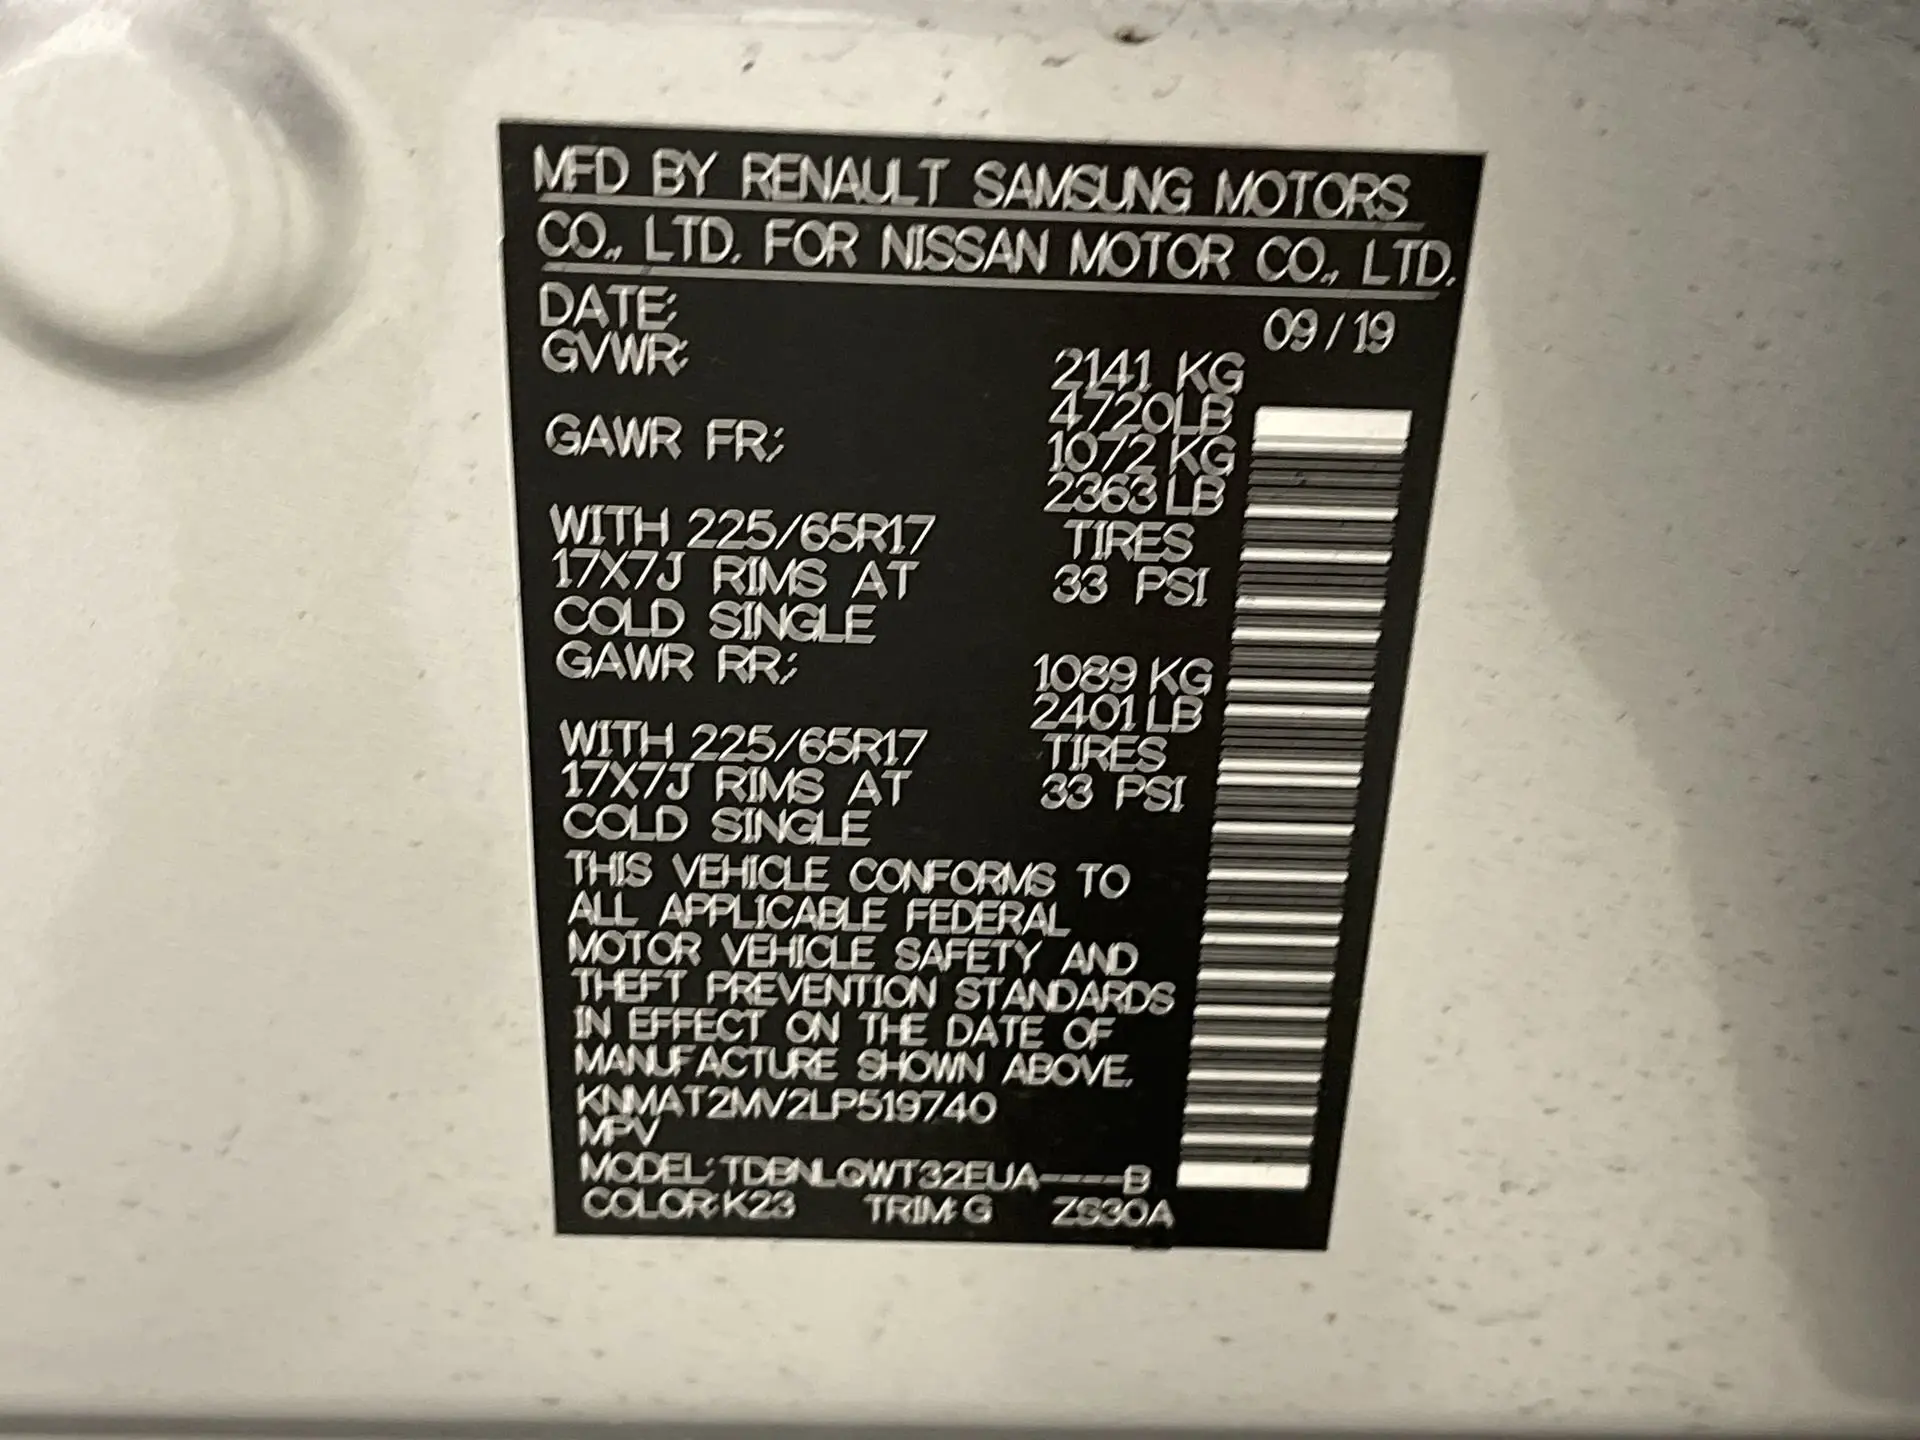 MFD BY RENAULT SAMSUNG MOTORS
CO., LTD. FOR NISSAN MOTOR CO., LTD.
DATE: 09/19
GVWR: 2141 KG
4720LB
GAWR FR: 1072 KG
2363 LB
WITH 225/65R17 TIRES
17X7J RIMS AT 33 PSI
COLD SINGLE
GAWR RR: 1089 KG
2401 LB
WITH 225/65R17 TIRES
17X7J RIMS AT 33 PSI
COLD SINGLE
THIS VEHICLE CONFORMS TO
ALL APPLICABLE FEDERAL
MOTOR VEHICLE SAFETY AND
THEFT PREVENTION STANDARDS
IN EFFECT ON THE DATE OF
MANUFACTURE SHOWN ABOVE.
KNMAT2MV2LP519740
MPV
MODEL: TDBNLQWT32EUA----B
COLOR: K23 TRIM: G ZS30A